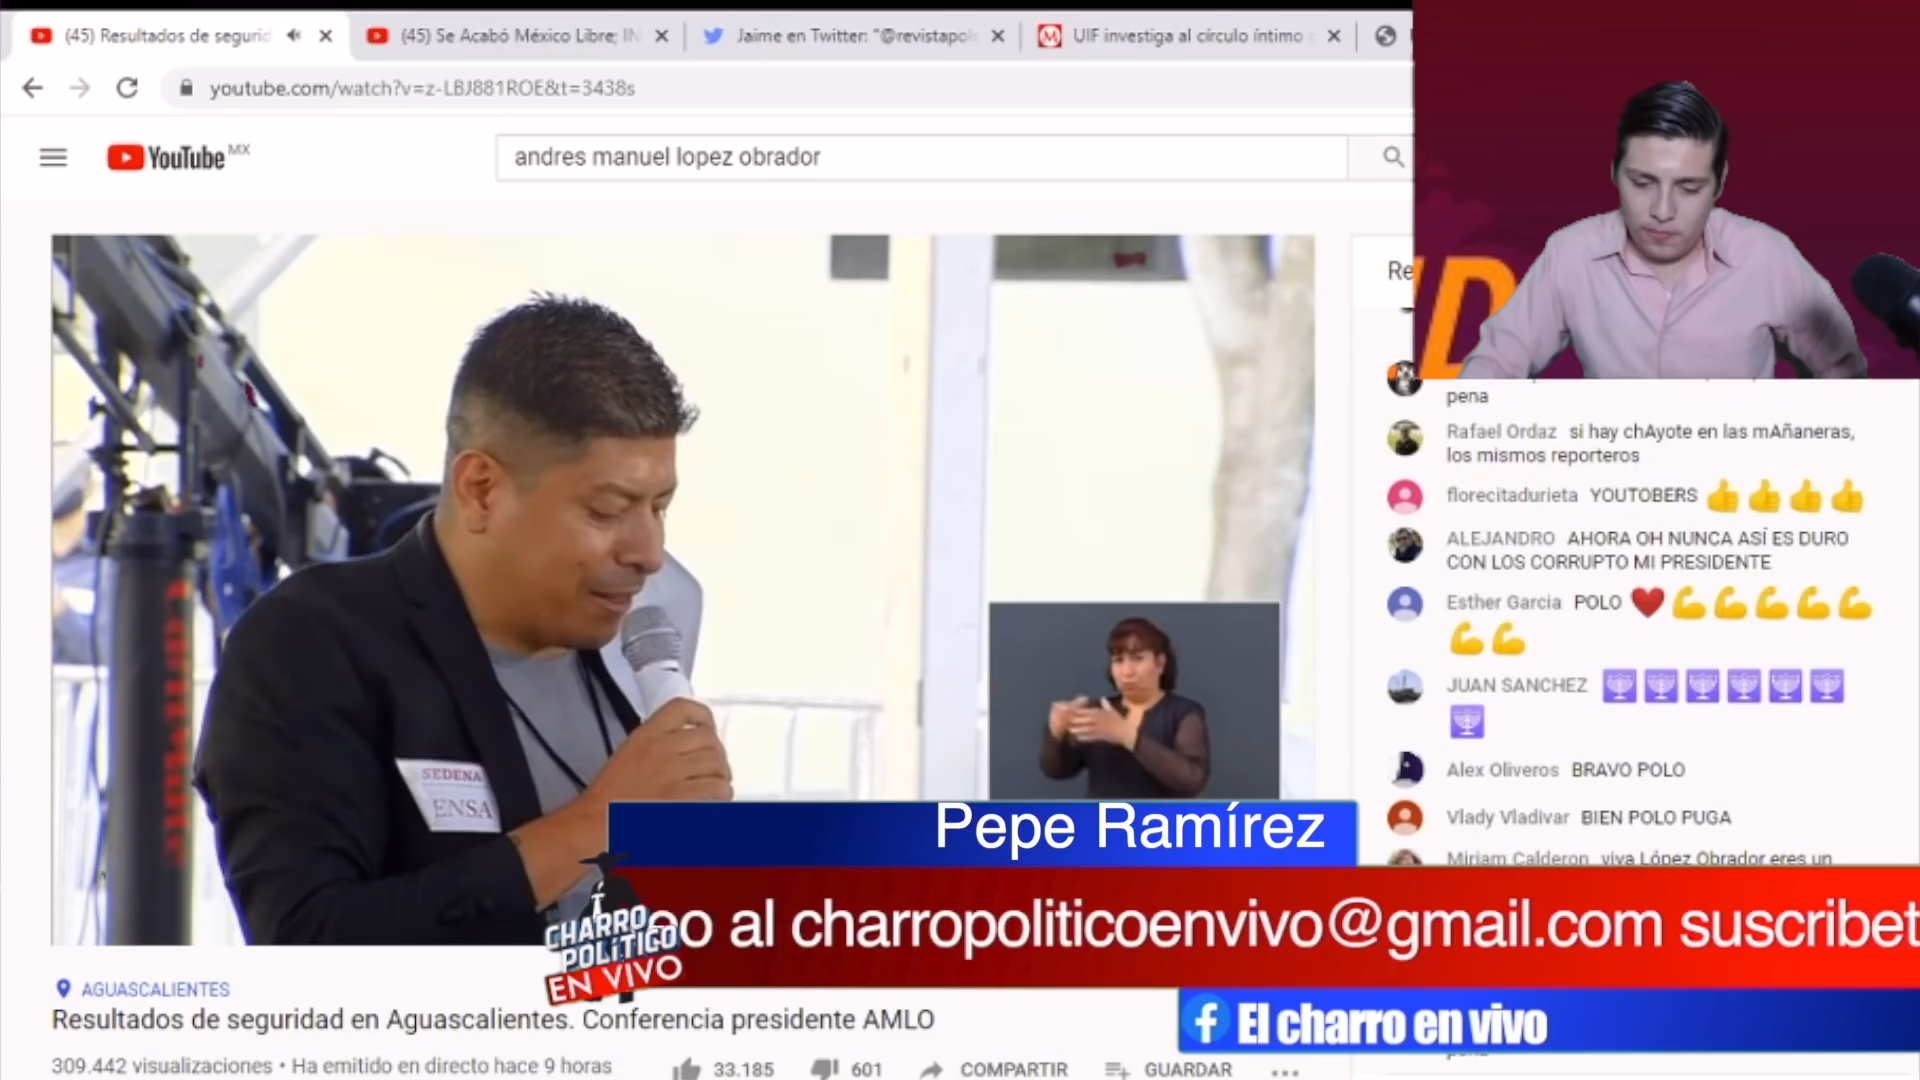 (45) Resultados de segurid
(45) Se Acabó México Libre; IN
Jaime en Twitter: "@revistapol
UIF investiga al círculo íntimo
youtube.com/watch?v=z-LBJ881ROE&t=3438s
YouTube MX
andres manuel lopez obrador
Re
pena
Rafael Ordaz si hay chAyote en las mAñaneras,
los mismos reporteros
florecitadurieta YOUTOBERS
ALEJANDRO AHORA OH NUNCA ASÍ ES DURO
CON LOS CORRUPTO MI PRESIDENTE
Esther Garcia POLO
JUAN SANCHEZ
Alex Oliveros BRAVO POLO
Vlady Vladivar BIEN POLO PUGA
Miriam Calderon viva López Obrador eres un
SEDENA
ENSA
Pepe Ramírez
eo al charropoliticoenvivo@gmail.com suscribet
CHARRO
POLÍTICO
EN VIVO
El charro en vivo
AGUASCALIENTES
Resultados de seguridad en Aguascalientes. Conferencia presidente AMLO
309.442 visualizaciones • Ha emitido en directo hace 9 horas
33.185
601
COMPARTIR
GUARDAR